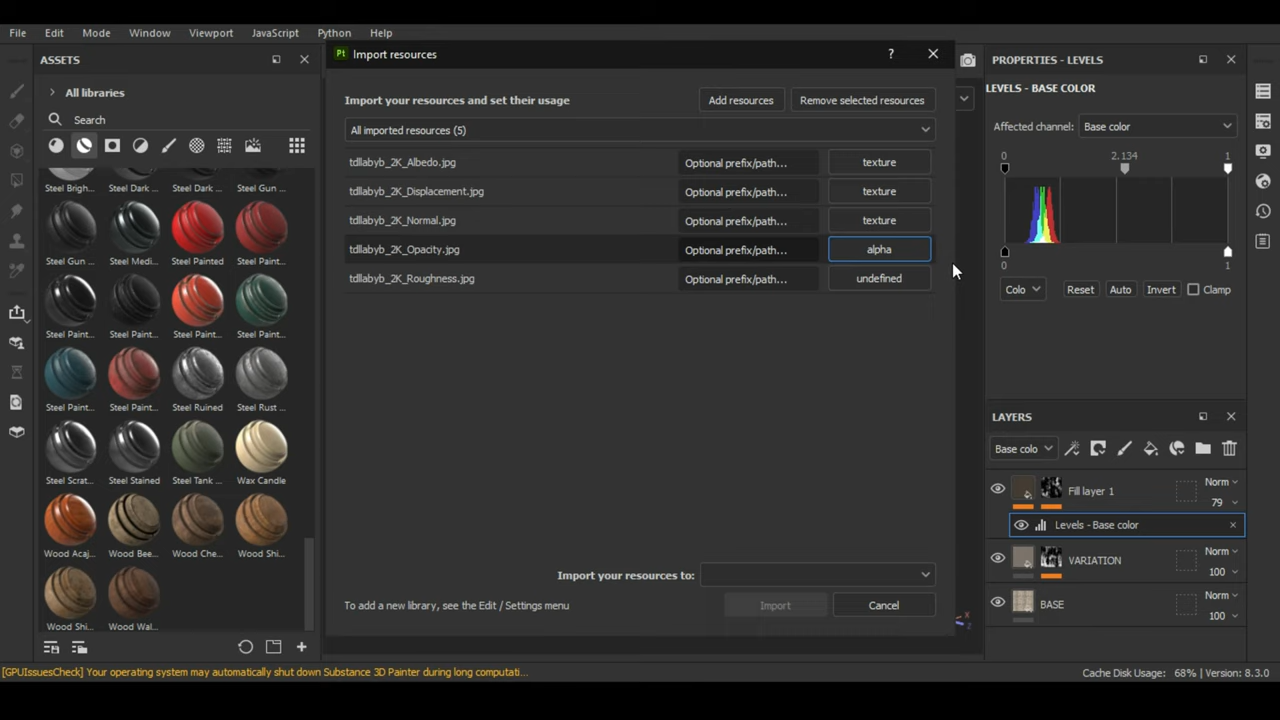 File Edit Mode Window Viewport JavaScript Python Help
ASSETS
All libraries
Search
Steel Brigh... Steel Dark ... Steel Dark ... Steel Gun ...
Steel Gun ... Steel Medi... Steel Painted Steel Paint...
Steel Paint... Steel Paint... Steel Paint... Steel Paint...
Steel Paint... Steel Paint... Steel Ruined Steel Rust ...
Steel Scrat... Steel Stained Steel Tank ... Wax Candle
Wood Acaj... Wood Bee... Wood Che... Wood Shi...
Wood Shi... Wood Wal...
Pt Import resources ?
Import your resources and set their usage Add resources Remove selected resources
All imported resources (5)
tdllabyb_2K_Albedo.jpg Optional prefix/path... texture
tdllabyb_2K_Displacement.jpg Optional prefix/path... texture
tdllabyb_2K_Normal.jpg Optional prefix/path... texture
tdllabyb_2K_Opacity.jpg Optional prefix/path... alpha
tdllabyb_2K_Roughness.jpg Optional prefix/path... undefined
Import your resources to:
To add a new library, see the Edit / Settings menu Import Cancel
PROPERTIES - LEVELS
LEVELS - BASE COLOR
Affected channel: Base color
0 2.134 1
0 1
Colo Reset Auto Invert Clamp
LAYERS
Base colo
Fill layer 1 Norm
79
Levels - Base color
VARIATION Norm
100
BASE Norm
100
X
Z
[GPUIssuesCheck] Your operating system may automatically shut down Substance 3D Painter during long computati... Cache Disk Usage: 68% | Version: 8.3.0